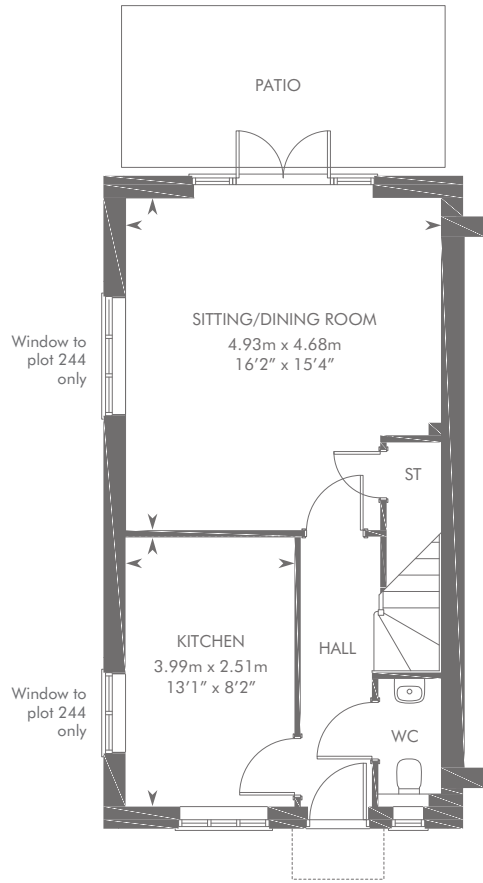 PATIO
Window to
plot 244
only
SITTING/DINING ROOM
4.93m x 4.68m
16’2” x 15’4”
ST
KITCHEN
3.99m x 2.51m
13’1” x 8’2”
HALL
Window to
plot 244
only
WC